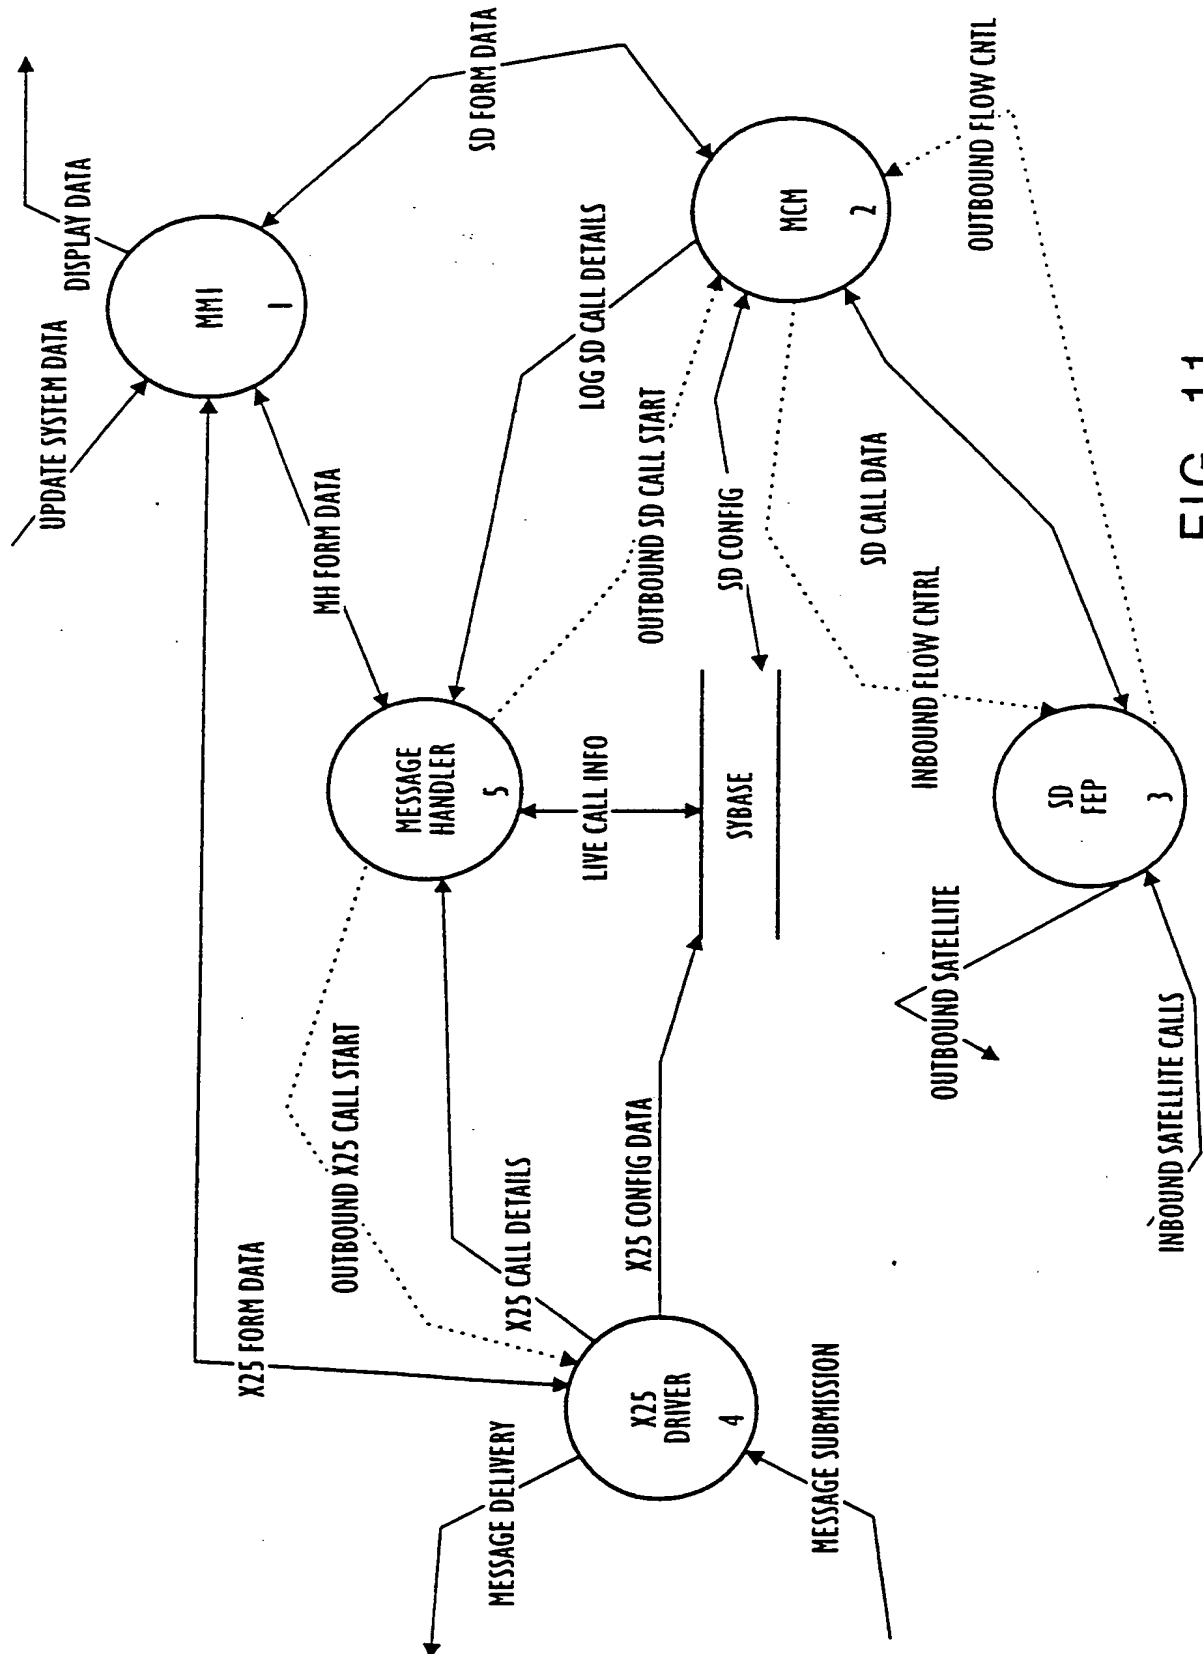 UPDATE SYSTEM DATA
DISPLAY DATA
MMI
1
X25 FORM DATA
MH FORM DATA
SD FORM DATA
OUTBOUND X25 CALL START
MESSAGE
HANDLER
5
MESSAGE DELIVERY
X25 CALL DETAILS
LIVE CALL INFO
LOG SD CALL DETAILS
X25
DRIVER
4
X25 CONFIG DATA
OUTBOUND SD CALL START
SYBASE
SD CONFIG
MCM
2
MESSAGE SUBMISSION
SD CALL DATA
OUTBOUND SATELLITE
INBOUND FLOW CNTRL
OUTBOUND FLOW CNTL
SD
FEP
3
INBOUND SATELLITE CALLS
FIG. 11